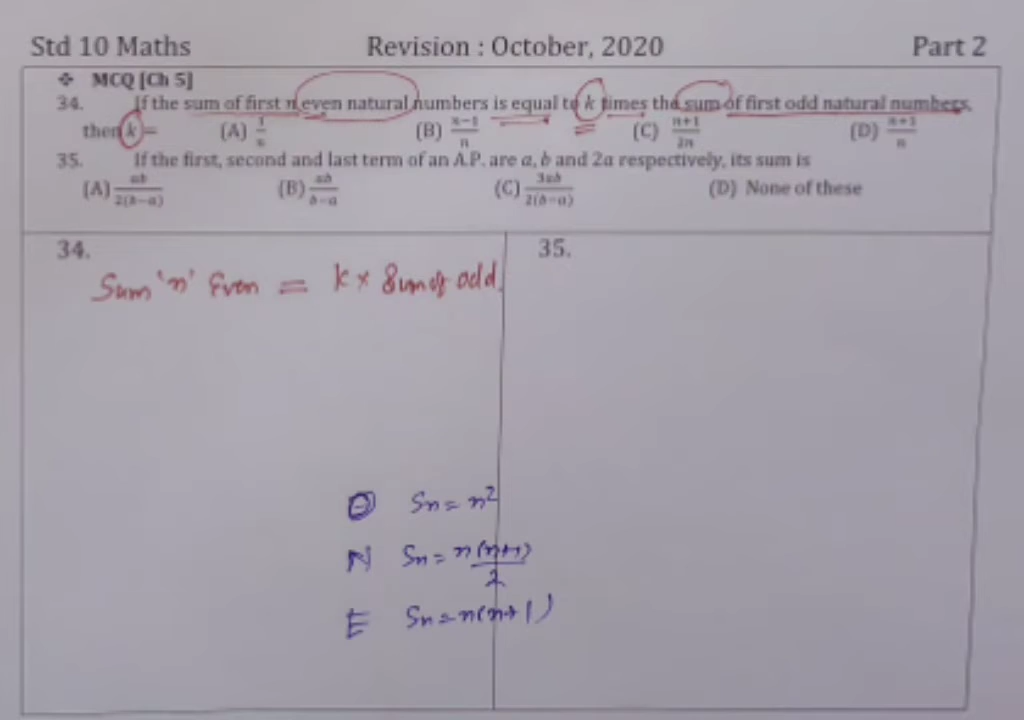 Std 10 Maths Revision : October, 2020 Part 2
❖ MCQ [Ch 5]
34. If the sum of first n even natural numbers is equal to k times the sum of first odd natural numbers,
then k = (A) 1/n (B) n−1/n (C) n+1/2n (D) n+1/n
35. If the first, second and last term of an A.P. are a, b and 2a respectively, its sum is
(A) ab/2(b−a) (B) ab/b−a (C) 3ab/2(b−a) (D) None of these
34. 35.
Sum 'n' Even = k × Sum of odd
O Sn = n²
N Sn = n(n+1)/2
E Sn = n(n+1)